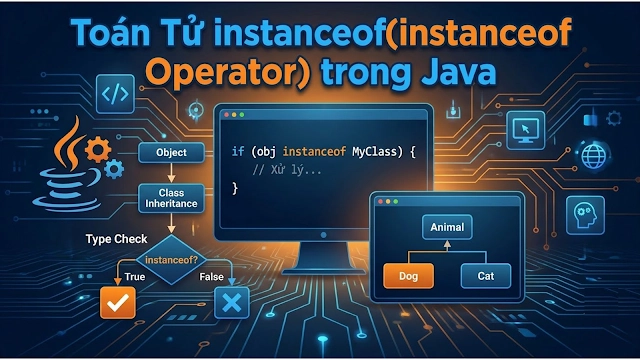 Toán Tử instanceof(instanceof
Operator) trong Java
</>
Object
Class
Inheritance
Type Check
instanceof?
True
False
if (obj instanceof MyClass) {
// Xử lý...
}
Animal
Dog
Cat